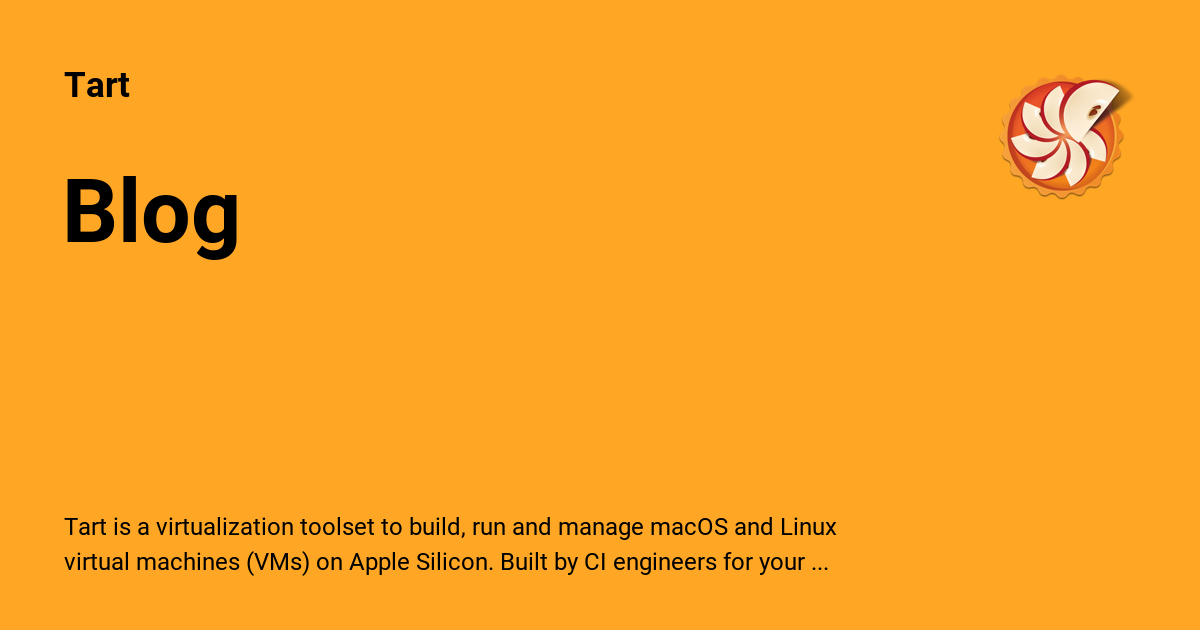 Tart
Blog
Tart is a virtualization toolset to build, run and manage macOS and Linux
virtual machines (VMs) on Apple Silicon. Built by CI engineers for your ...